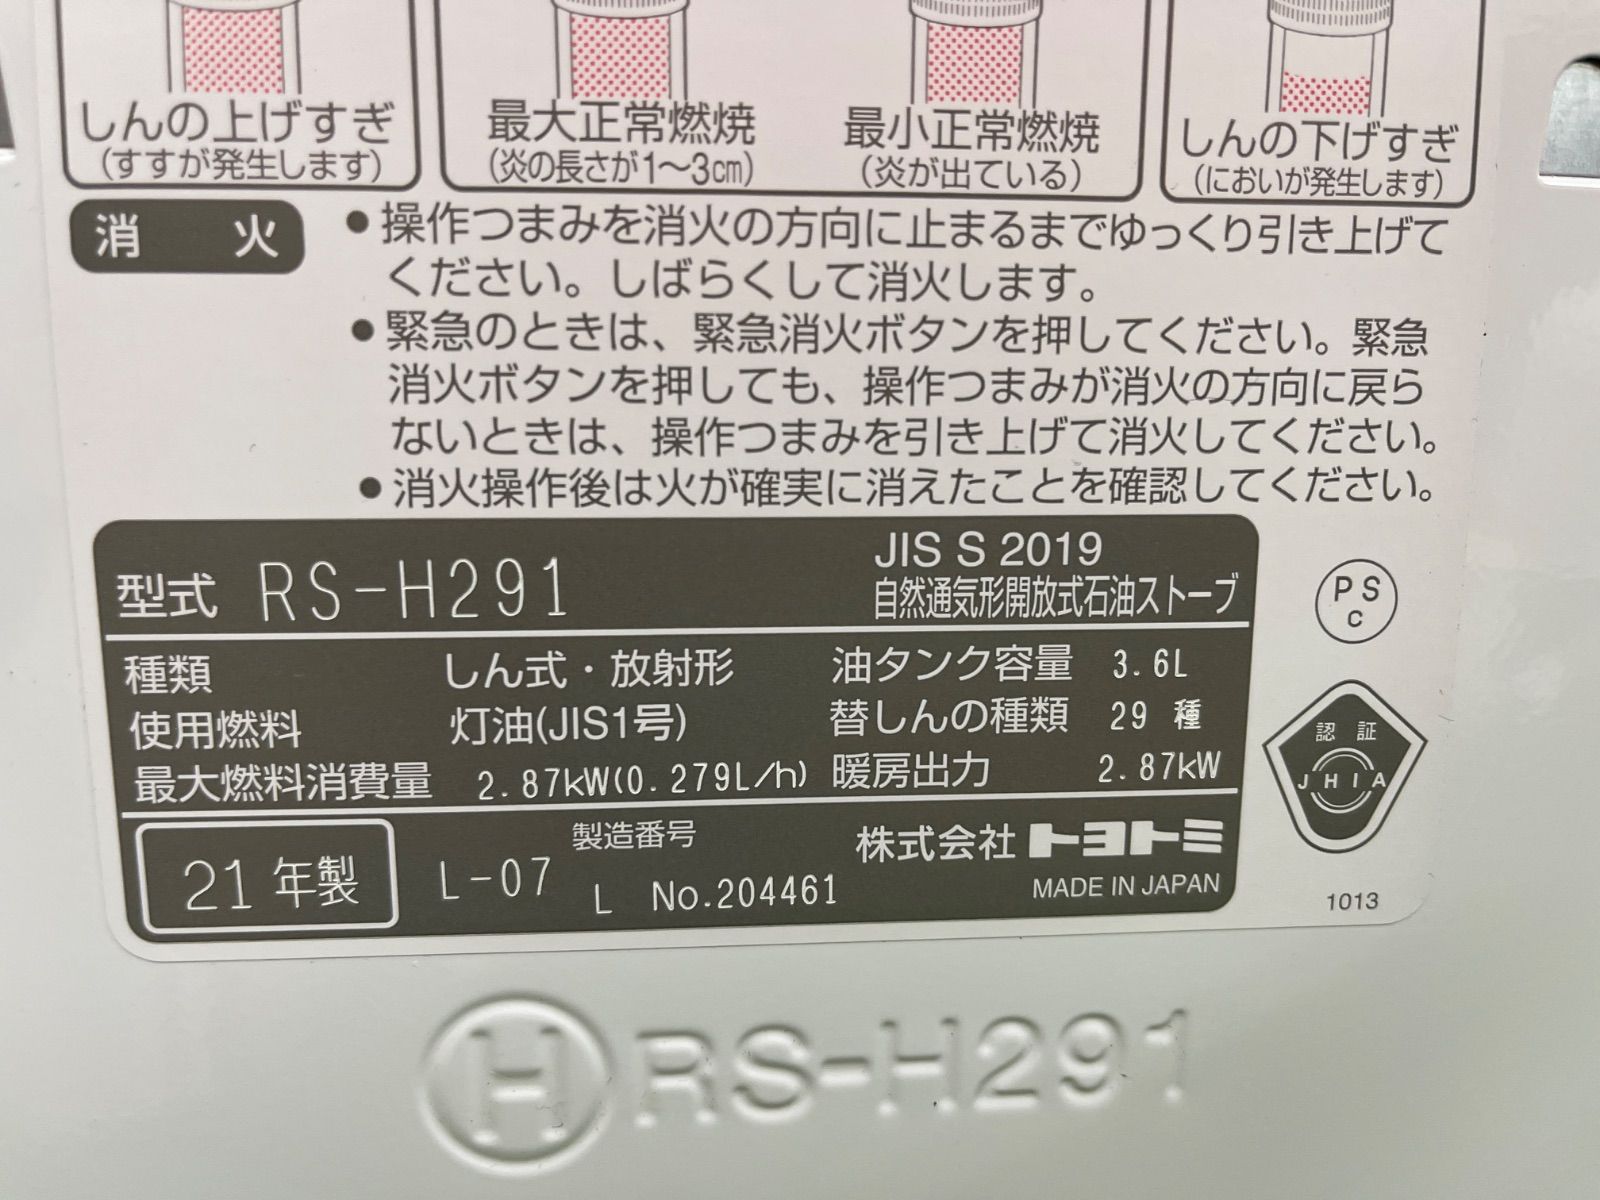 しんの上げすぎ
(すすが発生します)
最大正常燃焼
(炎の長さが1〜3cm)
最小正常燃焼
(炎が出ている)
しんの下げすぎ
(においが発生します)
消 火
●操作つまみを消火の方向に止まるまでゆっくり引き上げて
ください。しばらくして消火します。
●緊急のときは、緊急消火ボタンを押してください。緊急
消火ボタンを押しても、操作つまみが消火の方向に戻ら
ないときは、操作つまみを引き上げて消火してください。
●消火操作後は火が確実に消えたことを確認してください。
型式 RS-H291
JIS S 2019
自然通気形開放式石油ストーブ
種類 しん式・放射形 油タンク容量 3.6L
使用燃料 灯油(JIS1号) 替しんの種類 29 種
最大燃料消費量 2.87kW(0.279L/h) 暖房出力 2.87kW
21年製 L-07
製造番号
L No.204461
株式会社トヨトミ
MADE IN JAPAN
PS
C
認 証
JHIA
1013
H RS-H291